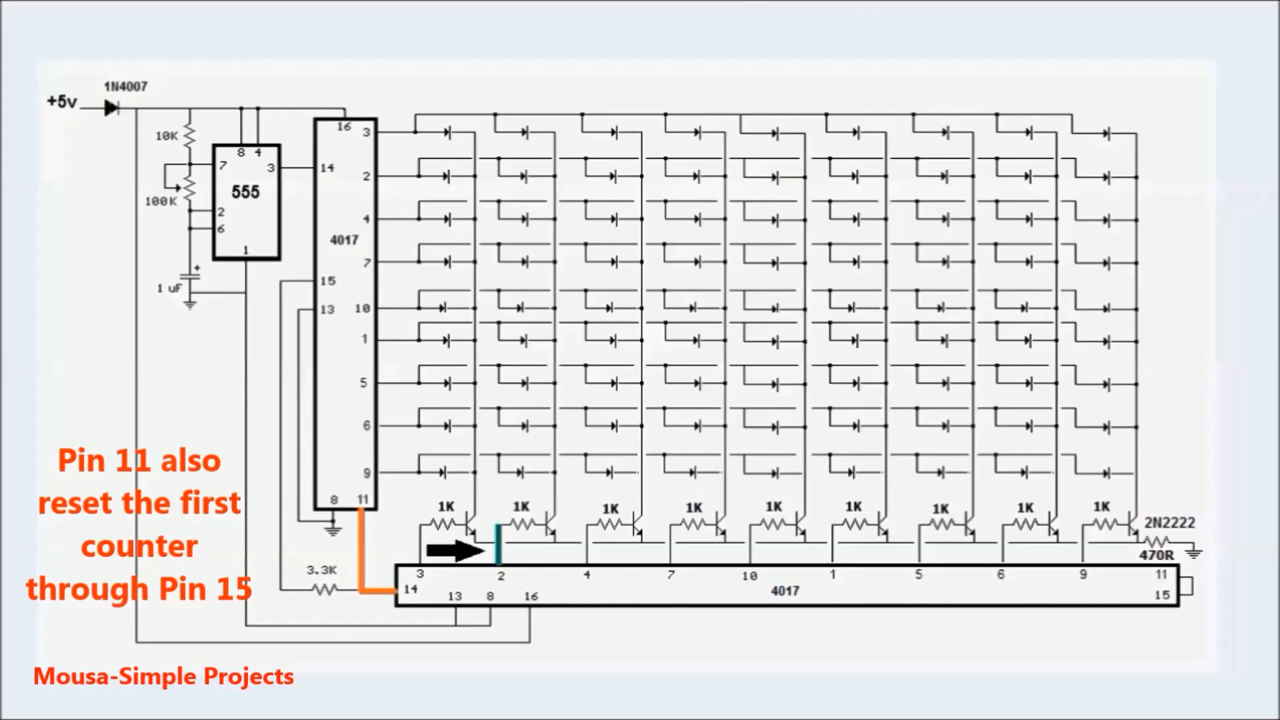 1N4007
+5v
10K
16
3
8 4
7
3
14
555
2
100K
2
6
4
4017
1
7
+
1 uF
15
13
10
1
5
Pin 11 also
reset the first
counter
through Pin 15
6
9
8
11
1K 1K 1K 1K 1K 1K 1K 1K 1K
2N2222
470R
3.3K
3 2 4 7 10 1 5 6 9 11
14
4017
15
13 8 16
Mousa-Simple Projects